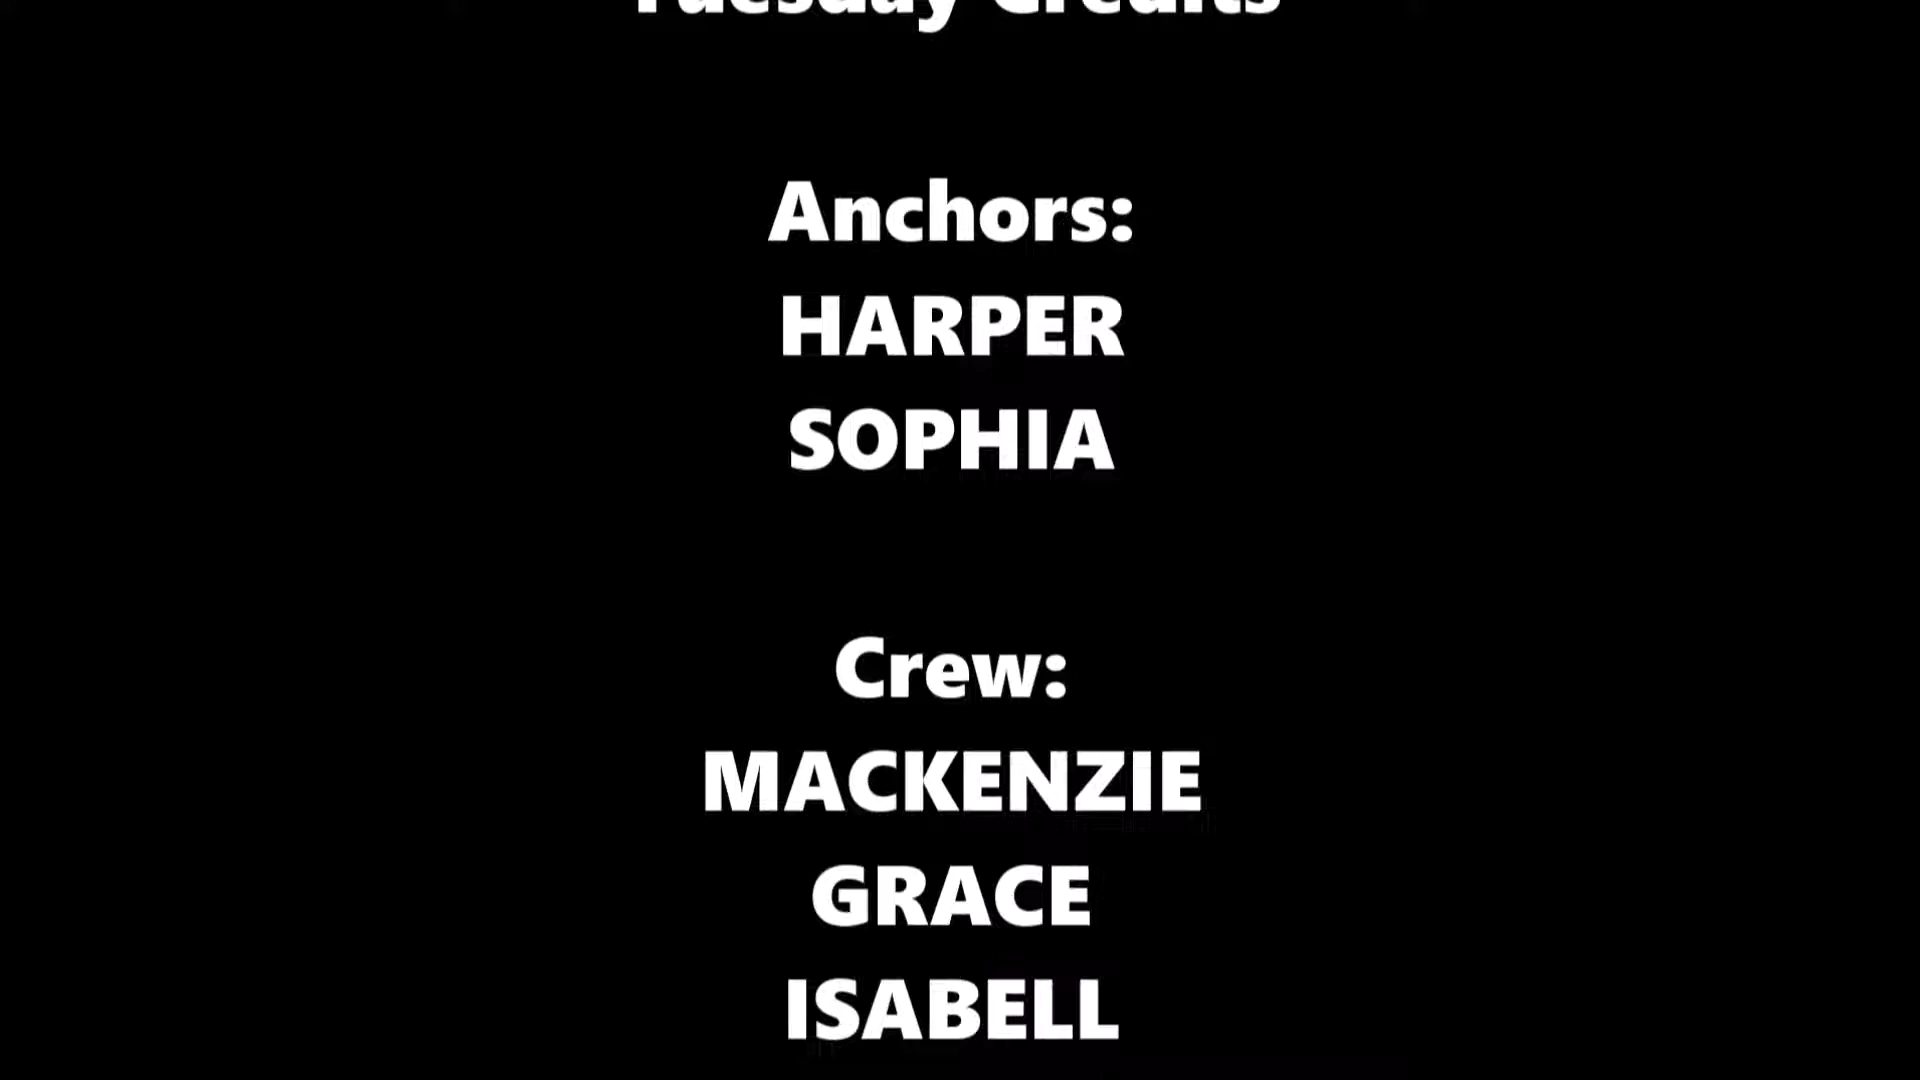 Tuesday Credits
Anchors:
HARPER
SOPHIA
Crew:
MACKENZIE
GRACE
ISABELL